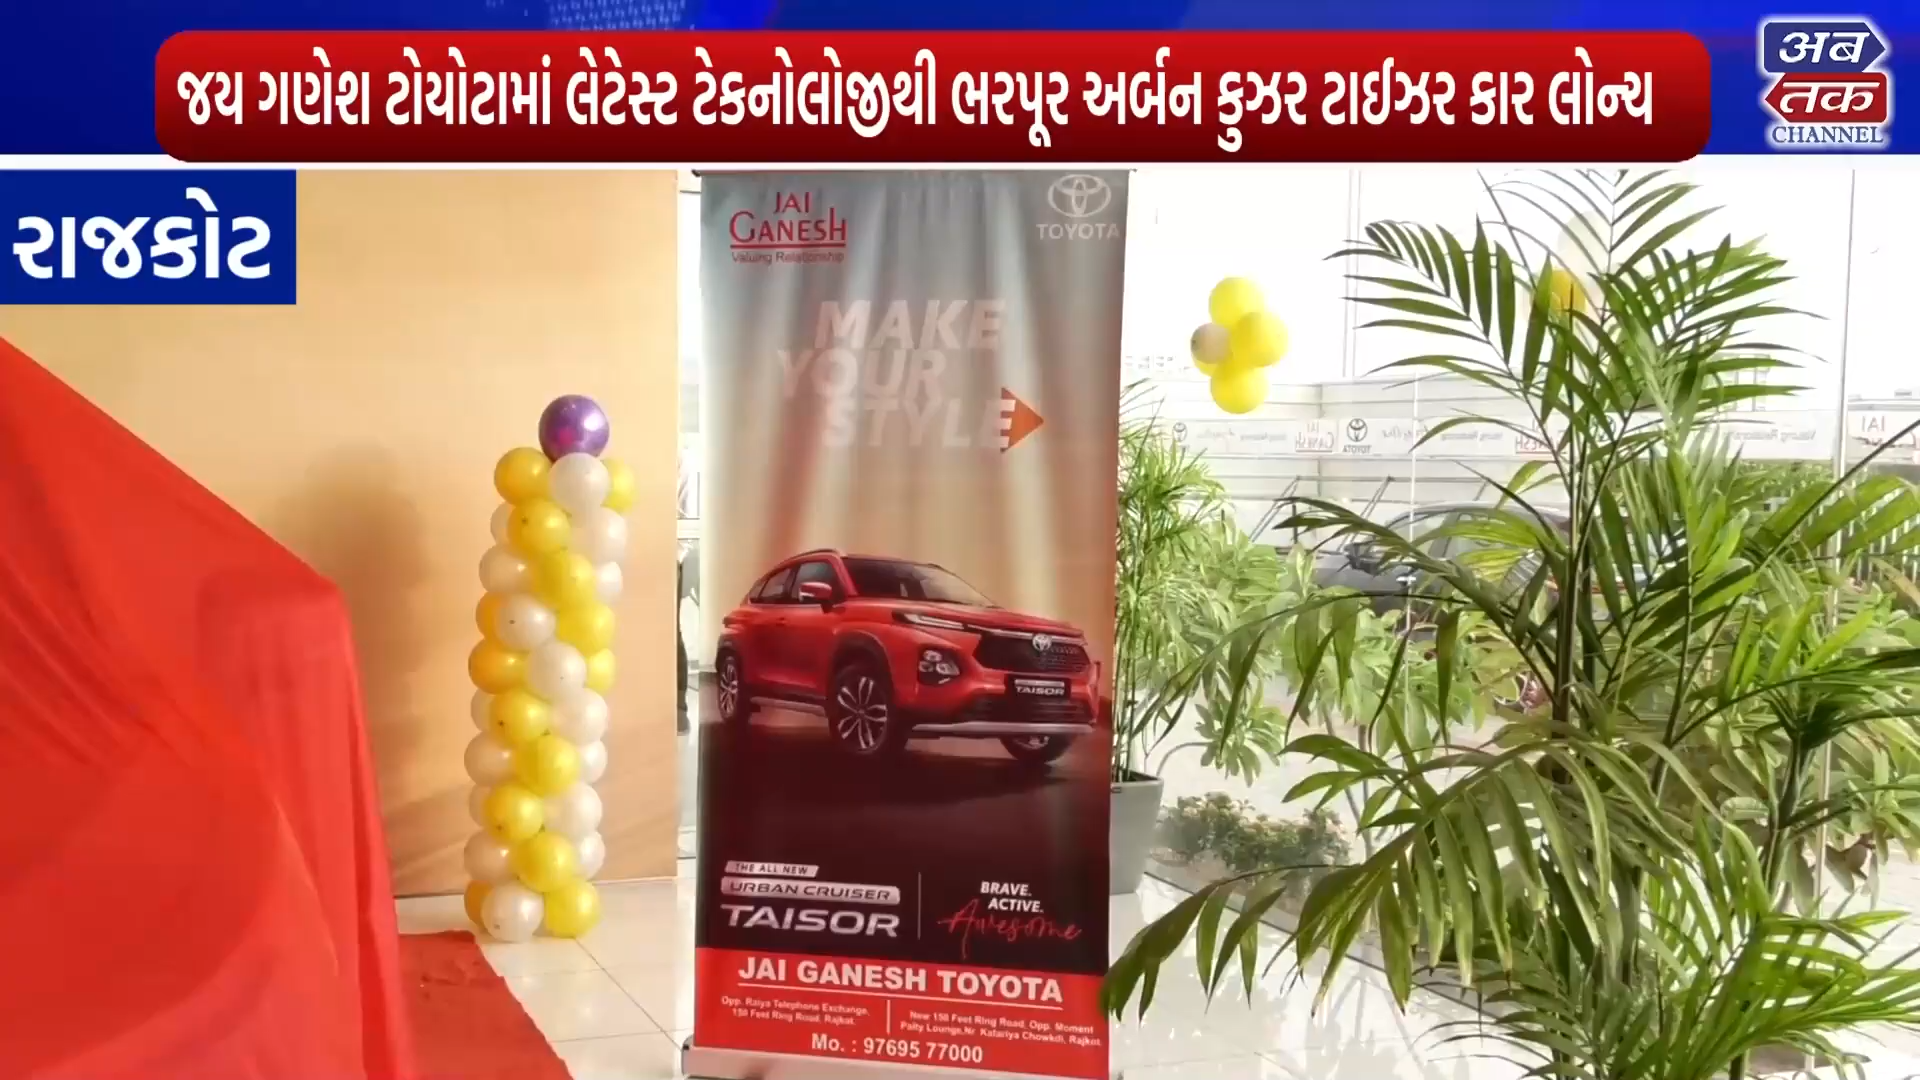 જય ગણેશ ટોયોટામાં લેટેસ્ટ ટેકનોલોજીથી ભરપૂર અર્બન કુઝર ટાઈઝર કાર લોન્ચ
अब
तक
CHANNEL
રાજકોટ
JAI
GANESH
Valuing Relationship
TOYOTA
MAKE
YOUR
STYLE
TAISOR
THE ALL NEW
URBAN CRUISER
TAISOR
BRAVE.
ACTIVE.
Awesome
JAI GANESH TOYOTA
Opp. Raiya Telephone Exchange,
150 Feet Ring Road, Rajkot.
New 150 Feet Ring Road, Opp. Moment
Party Lounge,Nr. Katariya Chowkdi, Rajkot.
Mo. : 97695 77000
TOYOTA